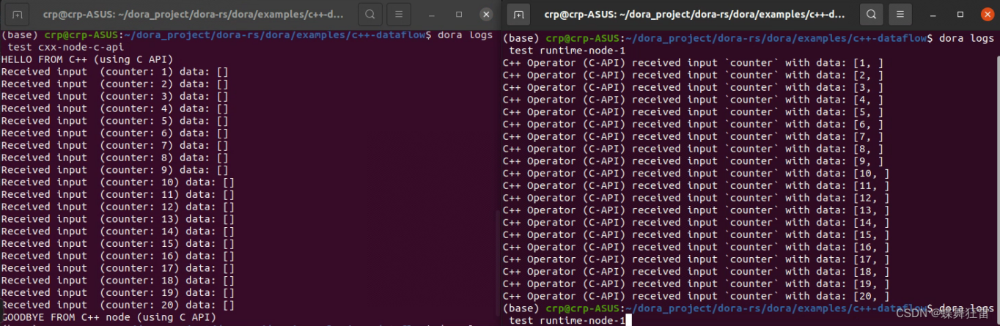 crp@crp-ASUS: ~/dora_project/dora-rs/dora/examples/c++-d...
(base) crp@crp-ASUS:~/dora_project/dora-rs/dora/examples/c++-dataflow$ dora logs
test cxx-node-c-api
HELLO FROM C++ (using C API)
Received input  (counter: 1) data: []
Received input  (counter: 2) data: []
Received input  (counter: 3) data: []
Received input  (counter: 4) data: []
Received input  (counter: 5) data: []
Received input  (counter: 6) data: []
Received input  (counter: 7) data: []
Received input  (counter: 8) data: []
Received input  (counter: 9) data: []
Received input  (counter: 10) data: []
Received input  (counter: 11) data: []
Received input  (counter: 12) data: []
Received input  (counter: 13) data: []
Received input  (counter: 14) data: []
Received input  (counter: 15) data: []
Received input  (counter: 16) data: []
Received input  (counter: 17) data: []
Received input  (counter: 18) data: []
Received input  (counter: 19) data: []
Received input  (counter: 20) data: []
GOODBYE FROM C++ node (using C API)
crp@crp-ASUS: ~/dora_project/dora-rs/dora/examples/c++-d...
(base) crp@crp-ASUS:~/dora_project/dora-rs/dora/examples/c++-dataflow$ dora logs
test runtime-node-1
C++ Operator (C-API) received input `counter` with data: [1, ]
C++ Operator (C-API) received input `counter` with data: [2, ]
C++ Operator (C-API) received input `counter` with data: [3, ]
C++ Operator (C-API) received input `counter` with data: [4, ]
C++ Operator (C-API) received input `counter` with data: [5, ]
C++ Operator (C-API) received input `counter` with data: [6, ]
C++ Operator (C-API) received input `counter` with data: [7, ]
C++ Operator (C-API) received input `counter` with data: [8, ]
C++ Operator (C-API) received input `counter` with data: [9, ]
C++ Operator (C-API) received input `counter` with data: [10, ]
C++ Operator (C-API) received input `counter` with data: [11, ]
C++ Operator (C-API) received input `counter` with data: [12, ]
C++ Operator (C-API) received input `counter` with data: [13, ]
C++ Operator (C-API) received input `counter` with data: [14, ]
C++ Operator (C-API) received input `counter` with data: [15, ]
C++ Operator (C-API) received input `counter` with data: [16, ]
C++ Operator (C-API) received input `counter` with data: [17, ]
C++ Operator (C-API) received input `counter` with data: [18, ]
C++ Operator (C-API) received input `counter` with data: [19, ]
C++ Operator (C-API) received input `counter` with data: [20, ]
(base) crp@crp-ASUS:~/dora_project/dora-rs/dora/examples/c++-dataflow$ dora logs
test runtime-node-1
CSDN @蝶舞狂雷